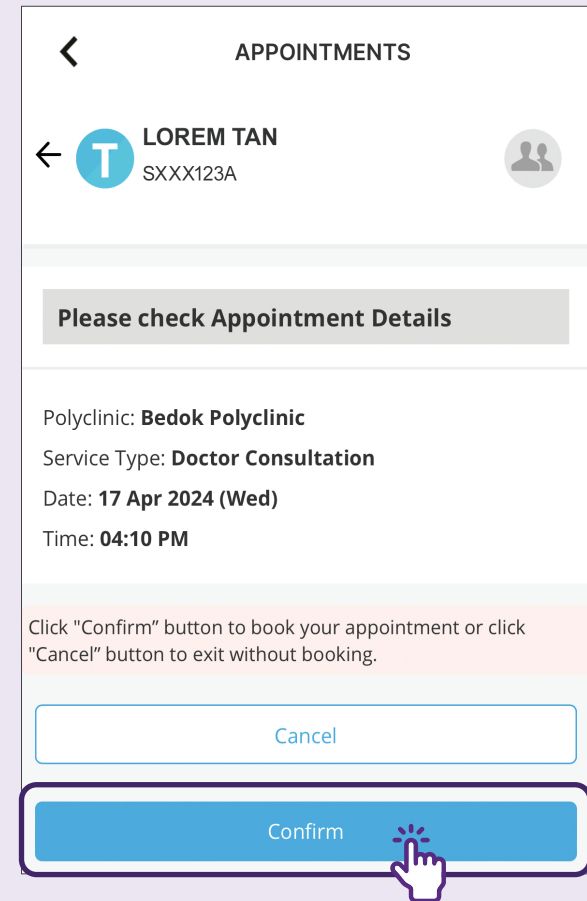 APPOINTMENTS
T
LOREM TAN
SXXX123A
Please check Appointment Details
Polyclinic: Bedok Polyclinic
Service Type: Doctor Consultation
Date: 17 Apr 2024 (Wed)
Time: 04:10 PM
Click "Confirm” button to book your appointment or click
"Cancel” button to exit without booking.
Cancel
Confirm